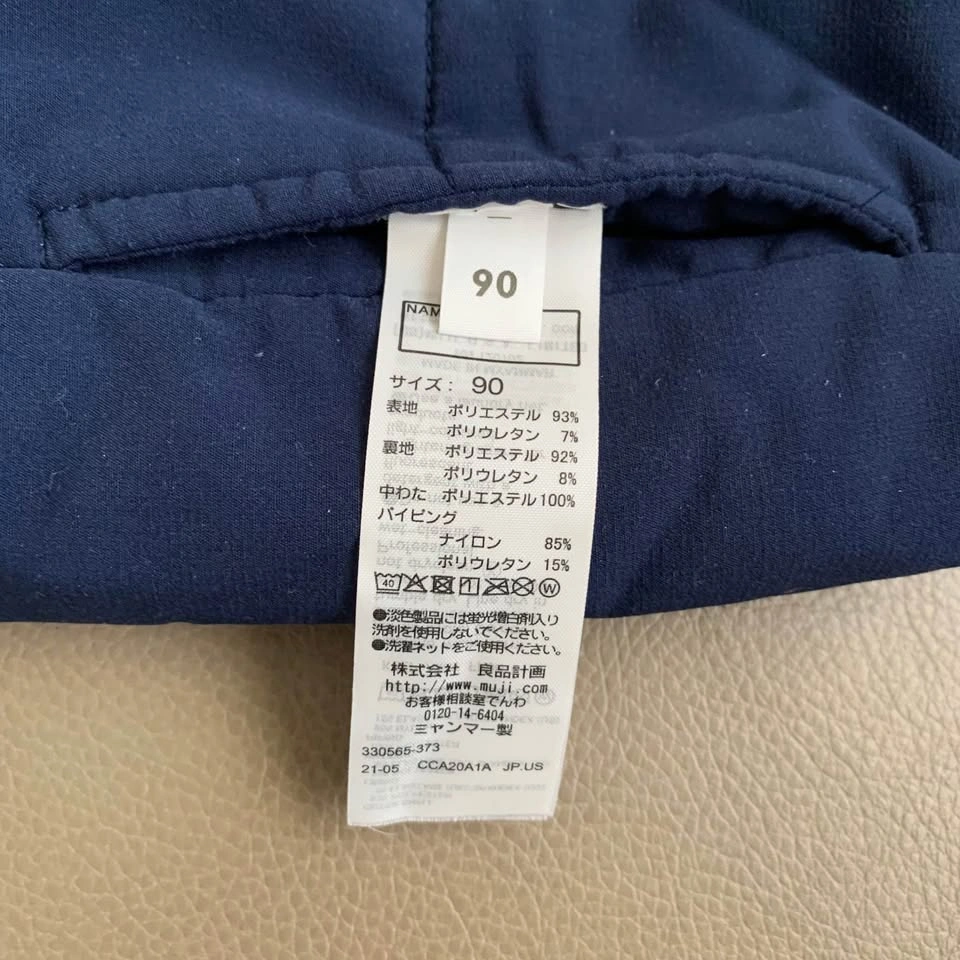 90
NAM
サイズ: 90
表地 ポリエステル 93%
ポリウレタン 7%
裏地 ポリエステル 92%
ポリウレタン 8%
中わた ポリエステル 100%
パイピング
ナイロン 85%
ポリウレタン 15%
40 W
●淡色製品には蛍光増白剤入り
洗剤を使用しないでください。
●洗濯ネットをご使用ください。
株式会社 良品計画
http://www.muji.com
お客様相談室でんわ
0120-14-6404
ミャンマー製
330565-373
21-05 CCA20A1A JP.US